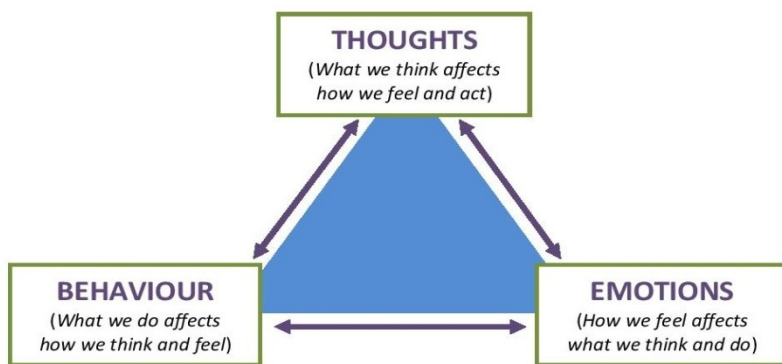 THOUGHTS
(What we think affects
how we feel and act)
BEHAVIOUR
(What we do affects
how we think and feel)
EMOTIONS
(How we feel affects
what we think and do)